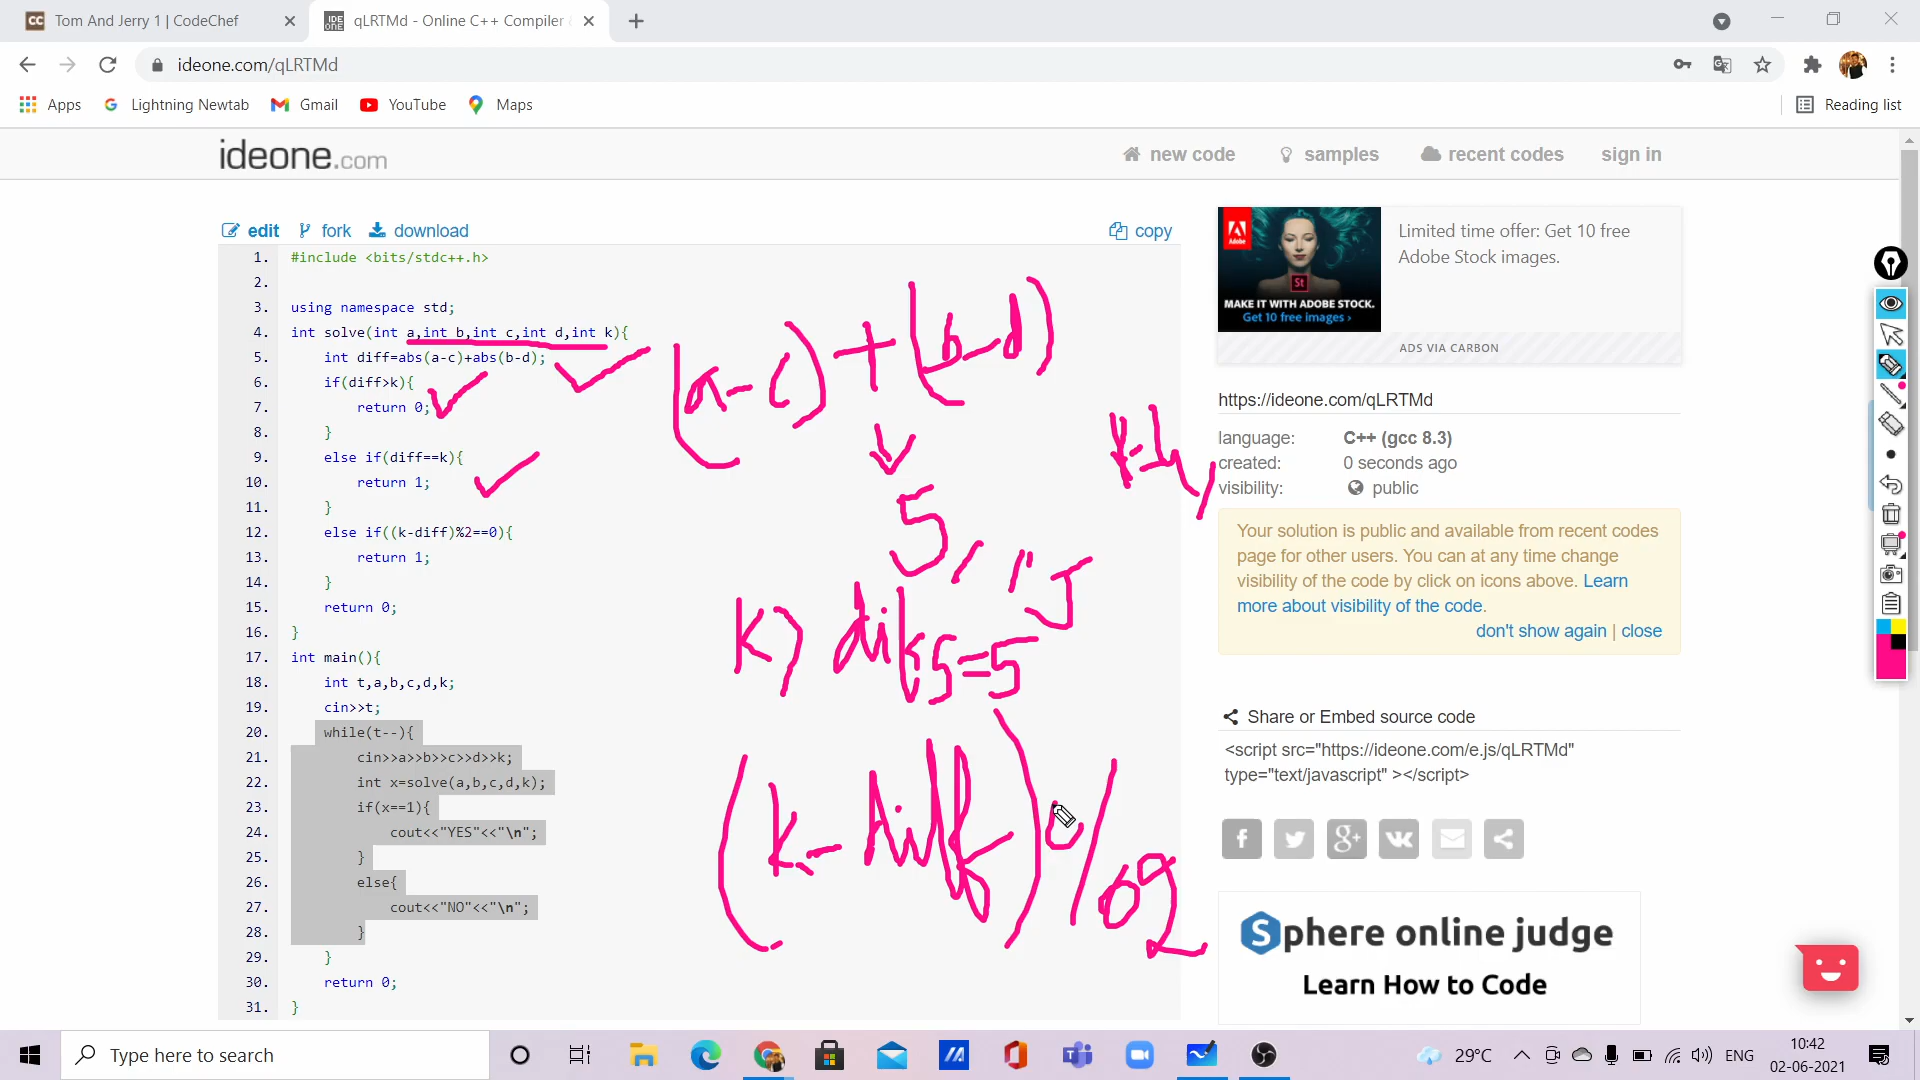 Tom And Jerry 1 | CodeChef
qLRTMd - Online C++ Compiler
ideone.com/qLRTMd
Apps
Lightning Newtab
Gmail
YouTube
Maps
Reading list
ideone.com
new code
samples
recent codes
sign in
edit
fork
download
copy
1. #include <bits/stdc++.h>
2.
3. using namespace std;
4. int solve(int a,int b,int c,int d,int k){
5. int diff=abs(a-c)+abs(b-d);
6. if(diff>k){
7. return 0;
8. }
9. else if(diff==k){
10. return 1;
11. }
12. else if((k-diff)%2==0){
13. return 1;
14. }
15. return 0;
16. }
17. int main(){
18. int t,a,b,c,d,k;
19. cin>>t;
20. while(t--){
21. cin>>a>>b>>c>>d>>k;
22. int x=solve(a,b,c,d,k);
23. if(x==1){
24. cout<<"YES"<<"\n";
25. }
26. else{
27. cout<<"NO"<<"\n";
28. }
29. }
30. return 0;
31. }
(a-c)+(b-d)
5,
5=5
(k-diff)%2
Adobe
St
MAKE IT WITH ADOBE STOCK.
Get 10 free images ›
Limited time offer: Get 10 free
Adobe Stock images.
ADS VIA CARBON
https://ideone.com/qLRTMd
language: C++ (gcc 8.3)
created: 0 seconds ago
visibility: public
Your solution is public and available from recent codes
page for other users. You can at any time change
visibility of the code by click on icons above. Learn
more about visibility of the code.
don't show again | close
Share or Embed source code
<script src="https://ideone.com/e.js/qLRTMd"
type="text/javascript" ></script>
Sphere online judge
Learn How to Code
Type here to search
29°C
ENG
10:42
02-06-2021